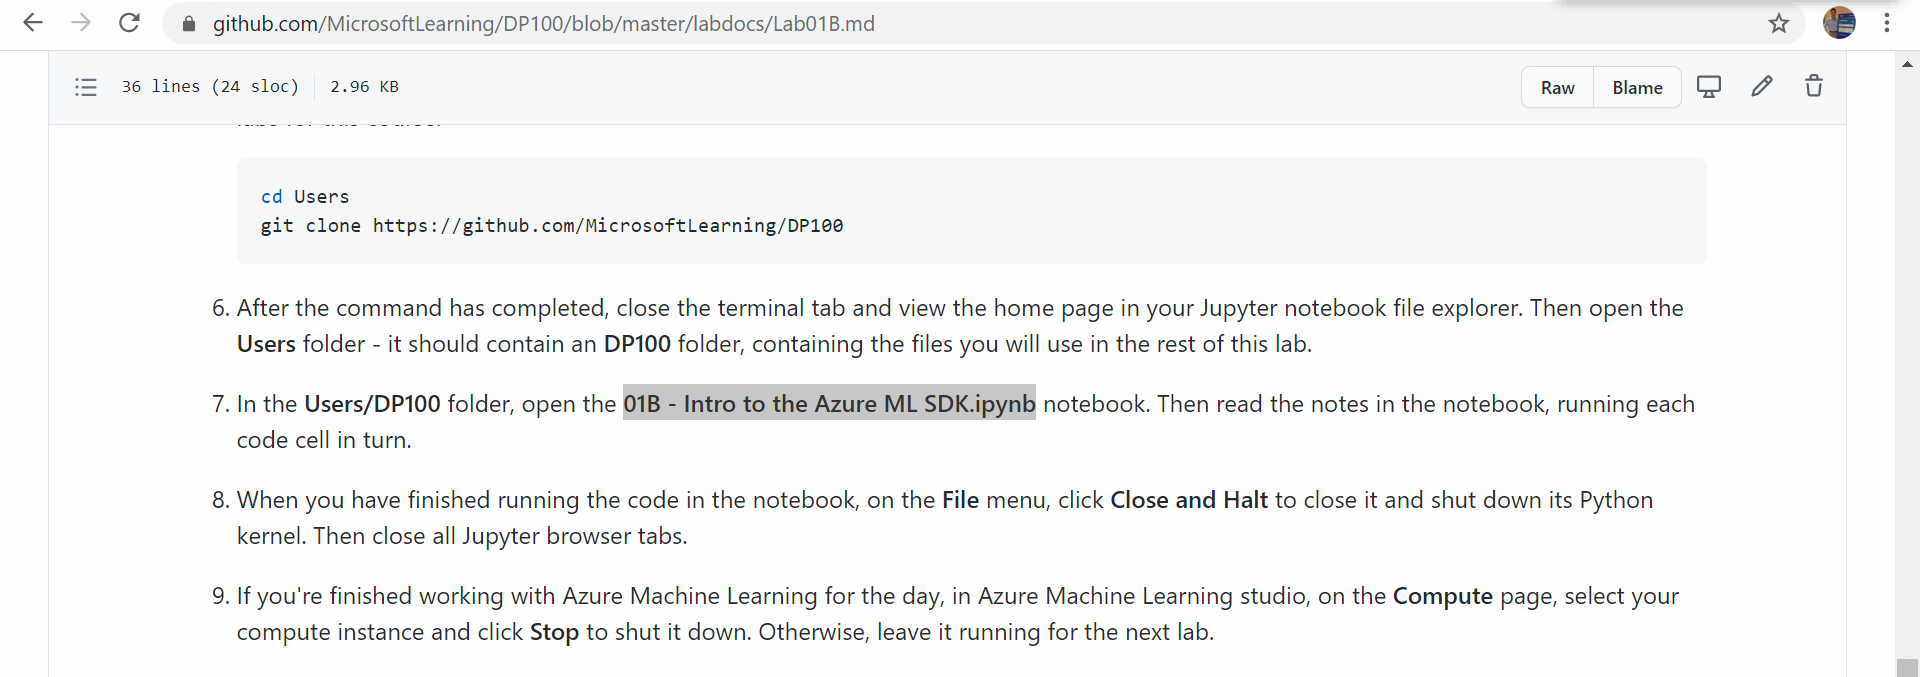 github.com/MicrosoftLearning/DP100/blob/master/labdocs/Lab01B.md
36 lines (24 sloc) 2.96 KB
Raw Blame
labs for this course.
cd Users
git clone https://github.com/MicrosoftLearning/DP100
6. After the command has completed, close the terminal tab and view the home page in your Jupyter notebook file explorer. Then open the
Users folder - it should contain an DP100 folder, containing the files you will use in the rest of this lab.
7. In the Users/DP100 folder, open the 01B - Intro to the Azure ML SDK.ipynb notebook. Then read the notes in the notebook, running each
code cell in turn.
8. When you have finished running the code in the notebook, on the File menu, click Close and Halt to close it and shut down its Python
kernel. Then close all Jupyter browser tabs.
9. If you're finished working with Azure Machine Learning for the day, in Azure Machine Learning studio, on the Compute page, select your
compute instance and click Stop to shut it down. Otherwise, leave it running for the next lab.